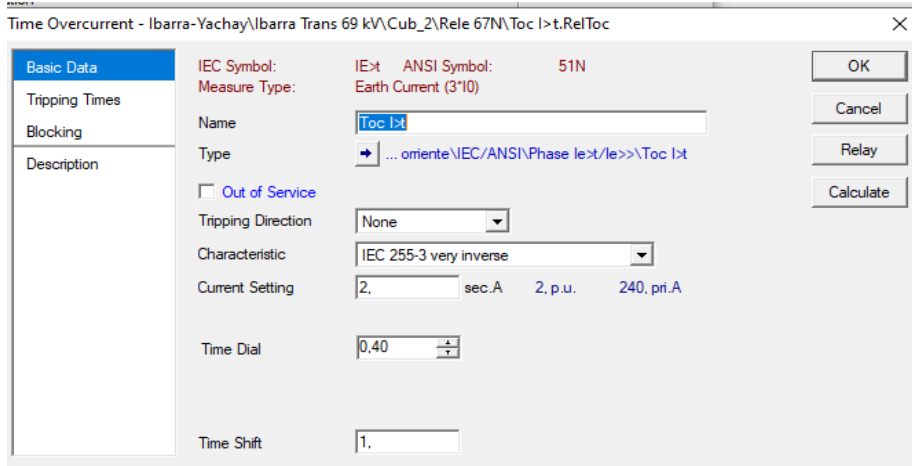 Time Overcurrent - Ibarra-Yachay\Ibarra Trans 69 kV\Cub_2\Rele 67N\Toc I>t.RelToc
Basic Data
Tripping Times
Blocking
Description
IEC Symbol: IE>t ANSI Symbol: 51N
Measure Type: Earth Current (3*I0)
Name Toc I>t
Type ... omiente\IEC/ANSI\Phase Ie>t/Ie>>\Toc I>t
Out of Service
Tripping Direction None
Characteristic IEC 255-3 very inverse
Current Setting 2, sec.A 2, p.u. 240, pri.A
Time Dial 0,40
Time Shift 1,
OK
Cancel
Relay
Calculate